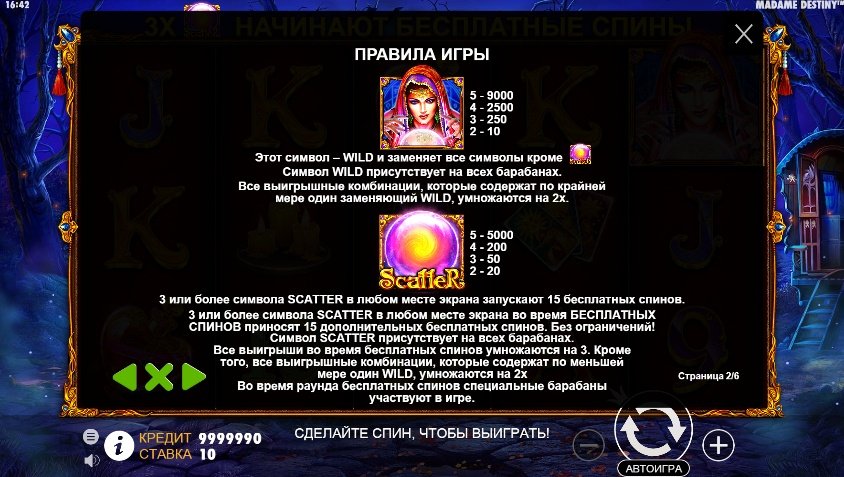 16:42
MADAME DESTINY™
3X НАЧИНАЮТ БЕСПЛАТНЫЕ СПИНЫ
ПРАВИЛА ИГРЫ
5 - 9000
4 - 2500
3 - 250
2 - 10
Этот символ – WILD и заменяет все символы кроме
Символ WILD присутствует на всех барабанах.
Все выигрышные комбинации, которые содержат по крайней
мере один заменяющий WILD, умножаются на 2x.
Scatter
5 - 5000
4 - 200
3 - 50
2 - 20
3 или более символа SCATTER в любом месте экрана запускают 15 бесплатных спинов.
3 или более символа SCATTER в любом месте экрана во время БЕСПЛАТНЫХ
СПИНОВ приносят 15 дополнительных бесплатных спинов. Без ограничений!
Символ SCATTER присутствует на всех барабанах.
Все выигрыши во время бесплатных спинов умножаются на 3. Кроме
того, все выигрышные комбинации, которые содержат по меньшей
мере один WILD, умножаются на 2x
Во время раунда бесплатных спинов специальные барабаны
участвуют в игре.
Страница 2/6
КРЕДИТ 9999990
СТАВКА 10
СДЕЛАЙТЕ СПИН, ЧТОБЫ ВЫИГРАТЬ!
АВТОИГРА